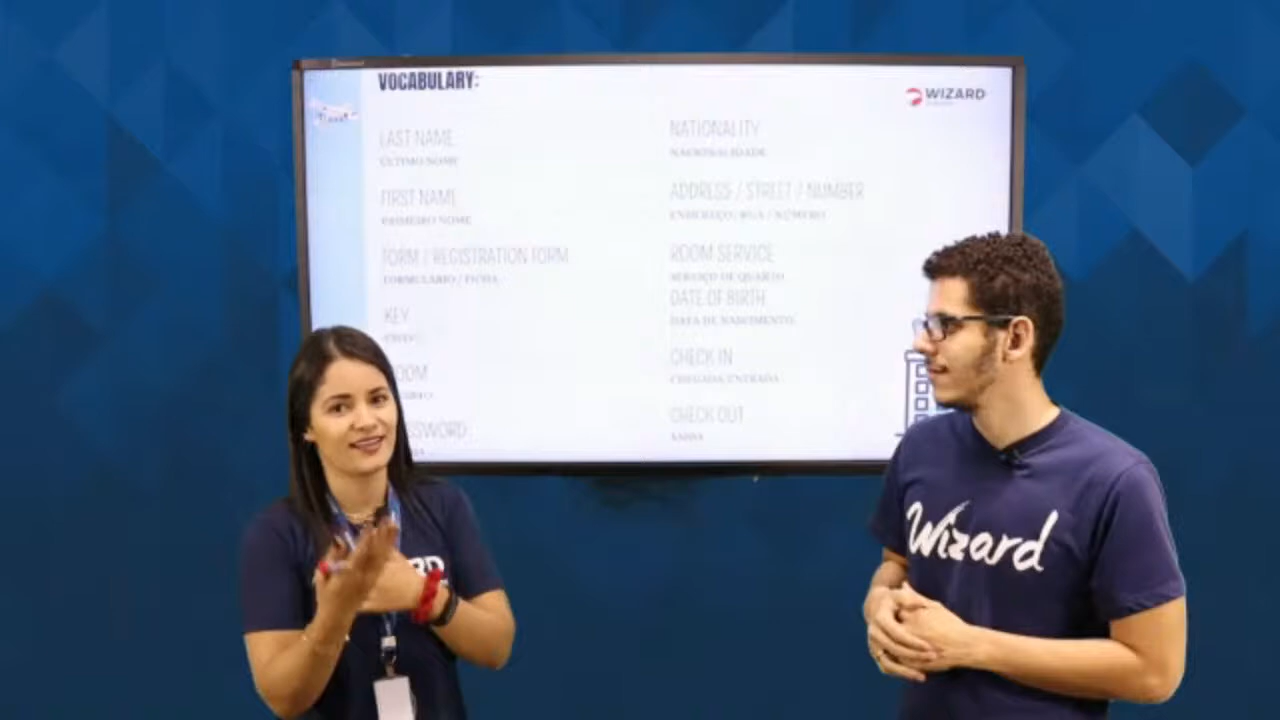 VOCABULARY:
WIZARD
LAST NAME
ÚLTIMO NOME
FIRST NAME
PRIMEIRO NOME
FORM / REGISTRATION FORM
FORMULÁRIO / FICHA
KEY
NATIONALITY
NACIONALIDADE
ADDRESS / STREET / NUMBER
ENDEREÇO / RUA / NÚMERO
ROOM SERVICE
SERVIÇO DE QUARTO
DATE OF BIRTH
DATA DE NASCIMENTO
CHECK IN
CHEGADA/ENTRADA
CHECK OUT
SAÍDA
Wizard